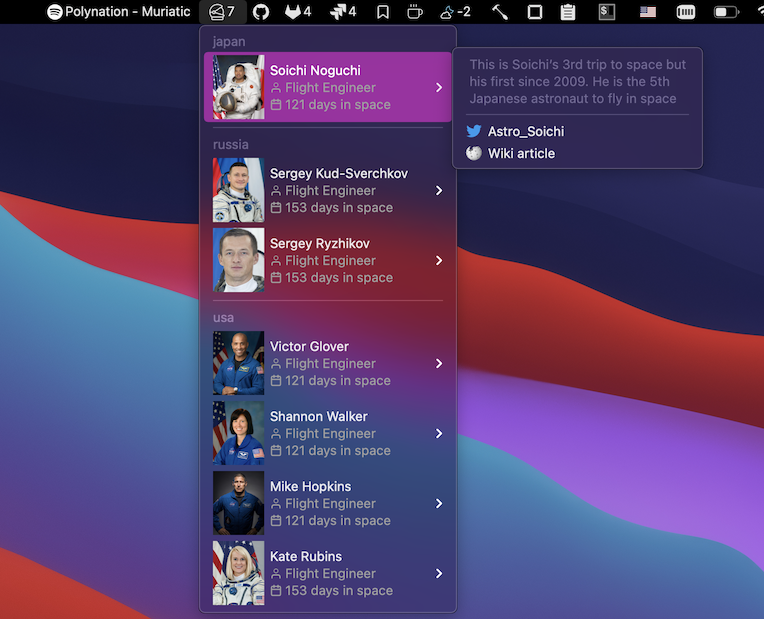 Polynation - Muriatic
7
4
4
-2
$
japan
Soichi Noguchi
Flight Engineer
121 days in space
This is Soichi's 3rd trip to space but
his first since 2009. He is the 5th
Japanese astronaut to fly in space
Astro_Soichi
Wiki article
russia
Sergey Kud-Sverchkov
Flight Engineer
153 days in space
Sergey Ryzhikov
Flight Engineer
153 days in space
usa
Victor Glover
Flight Engineer
121 days in space
Shannon Walker
Flight Engineer
121 days in space
Mike Hopkins
Flight Engineer
121 days in space
Kate Rubins
Flight Engineer
153 days in space